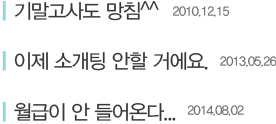 기말고사도 망침^^ 2010.12.15
이제 소개팅 안할 거에요. 2013.05.26
월급이 안 들어온다... 2014.08.02